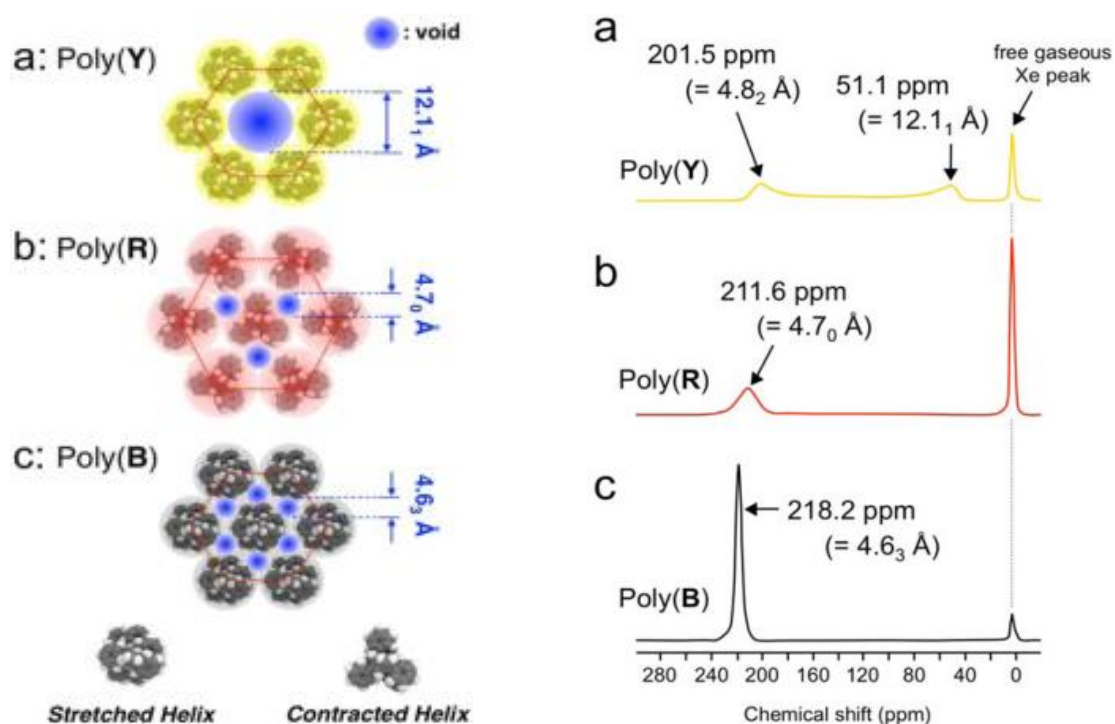 : void
a: Poly(Y)
12.1₁ Å
b: Poly(R)
4.7₀ Å
c: Poly(B)
4.6₃ Å
Stretched Helix
Contracted Helix
a
201.5 ppm
(= 4.8₂ Å)
51.1 ppm
(= 12.1₁ Å)
free gaseous
Xe peak
Poly(Y)
b
211.6 ppm
(= 4.7₀ Å)
Poly(R)
c
218.2 ppm
(= 4.6₃ Å)
Poly(B)
280 240 200 160 120 80 40 0
Chemical shift (ppm)